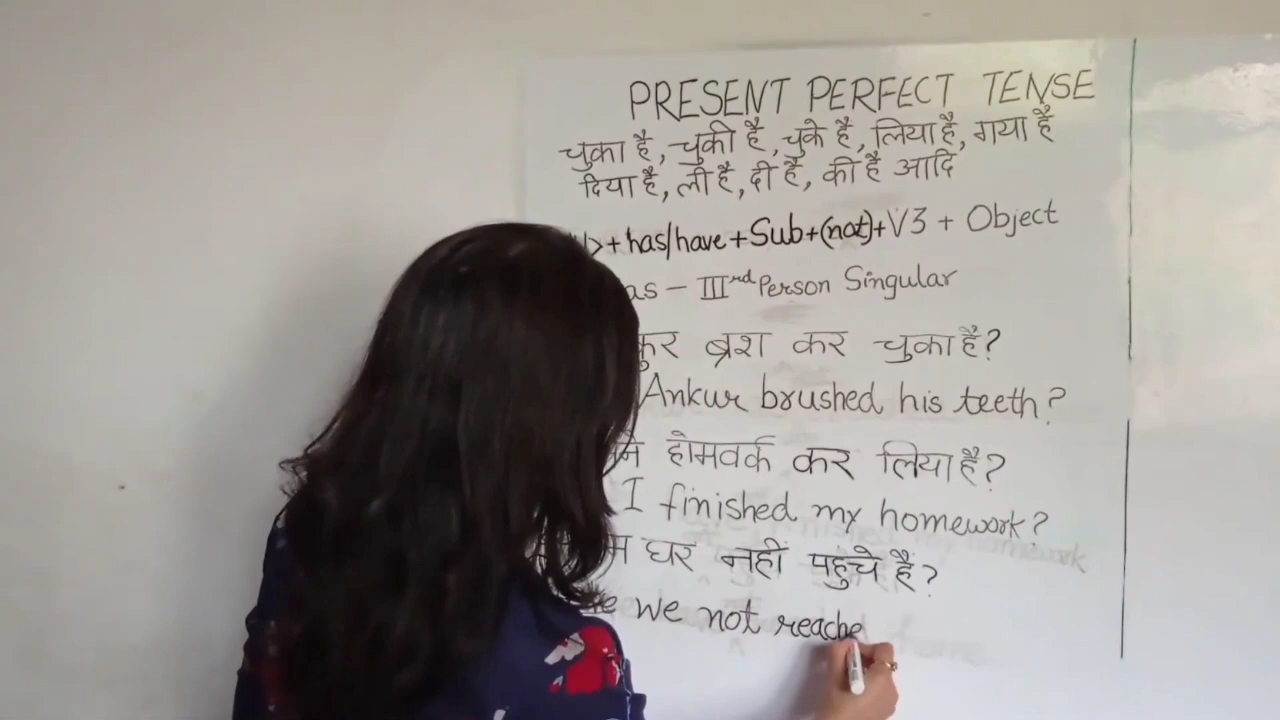 PRESENT PERFECT TENSE
चुका है, चुकी है, चुके है, लिया है, गया है
दिया है, ली है, दी है, की है आदि
+ has/have + Sub + (not) + V3 + Object
as - IIIrd Person Singular
कुर ब्रश कर चुका है?
Ankur brushed his teeth?
ने होमवर्क कर लिया है?
I finished my homework?
म घर नहीं पहुंचे हैं?
we not reache